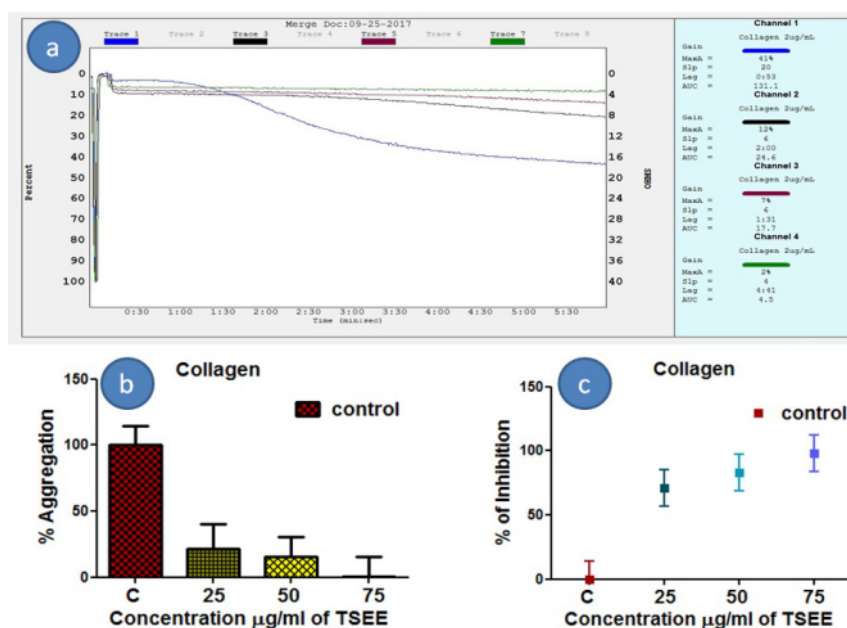 Merge Doc:09-25-2017
Trace 1 Trace 2 Trace 3 Trace 4 Trace 5 Trace 6 Trace 7 Trace 8
a
0
10
20
30
40
50
60
70
80
90
100
Percent
0
4
8
12
16
20
24
28
32
36
40
0:30 1:00 1:30 2:00 2:30 3:00 3:30 4:00 4:30 5:00 5:30
Time (min:sec)
Channel 1
Collagen 2ug/mL
Gain
MaxA = 41%
Slp = 20
Lag = 0:53
AUC = 131.1
Channel 2
Collagen 2ug/mL
Gain
MaxA = 12%
Slp = 6
Lag = 2:00
AUC = 24.6
Channel 3
Collagen 2ug/mL
Gain
MaxA = 7%
Slp = 6
Lag = 1:31
AUC = 17.7
Channel 4
Collagen 2ug/mL
Gain
MaxA = 2%
Slp = 4
Lag = 4:41
AUC = 4.5
b
Collagen
control
150
100
50
0
% Aggregation
C 25 50 75
Concentration μg/ml of TSEE
c
Collagen
control
150
100
50
0
% of Inhibition
C 25 50 75
Concentration μg/ml of TSEE